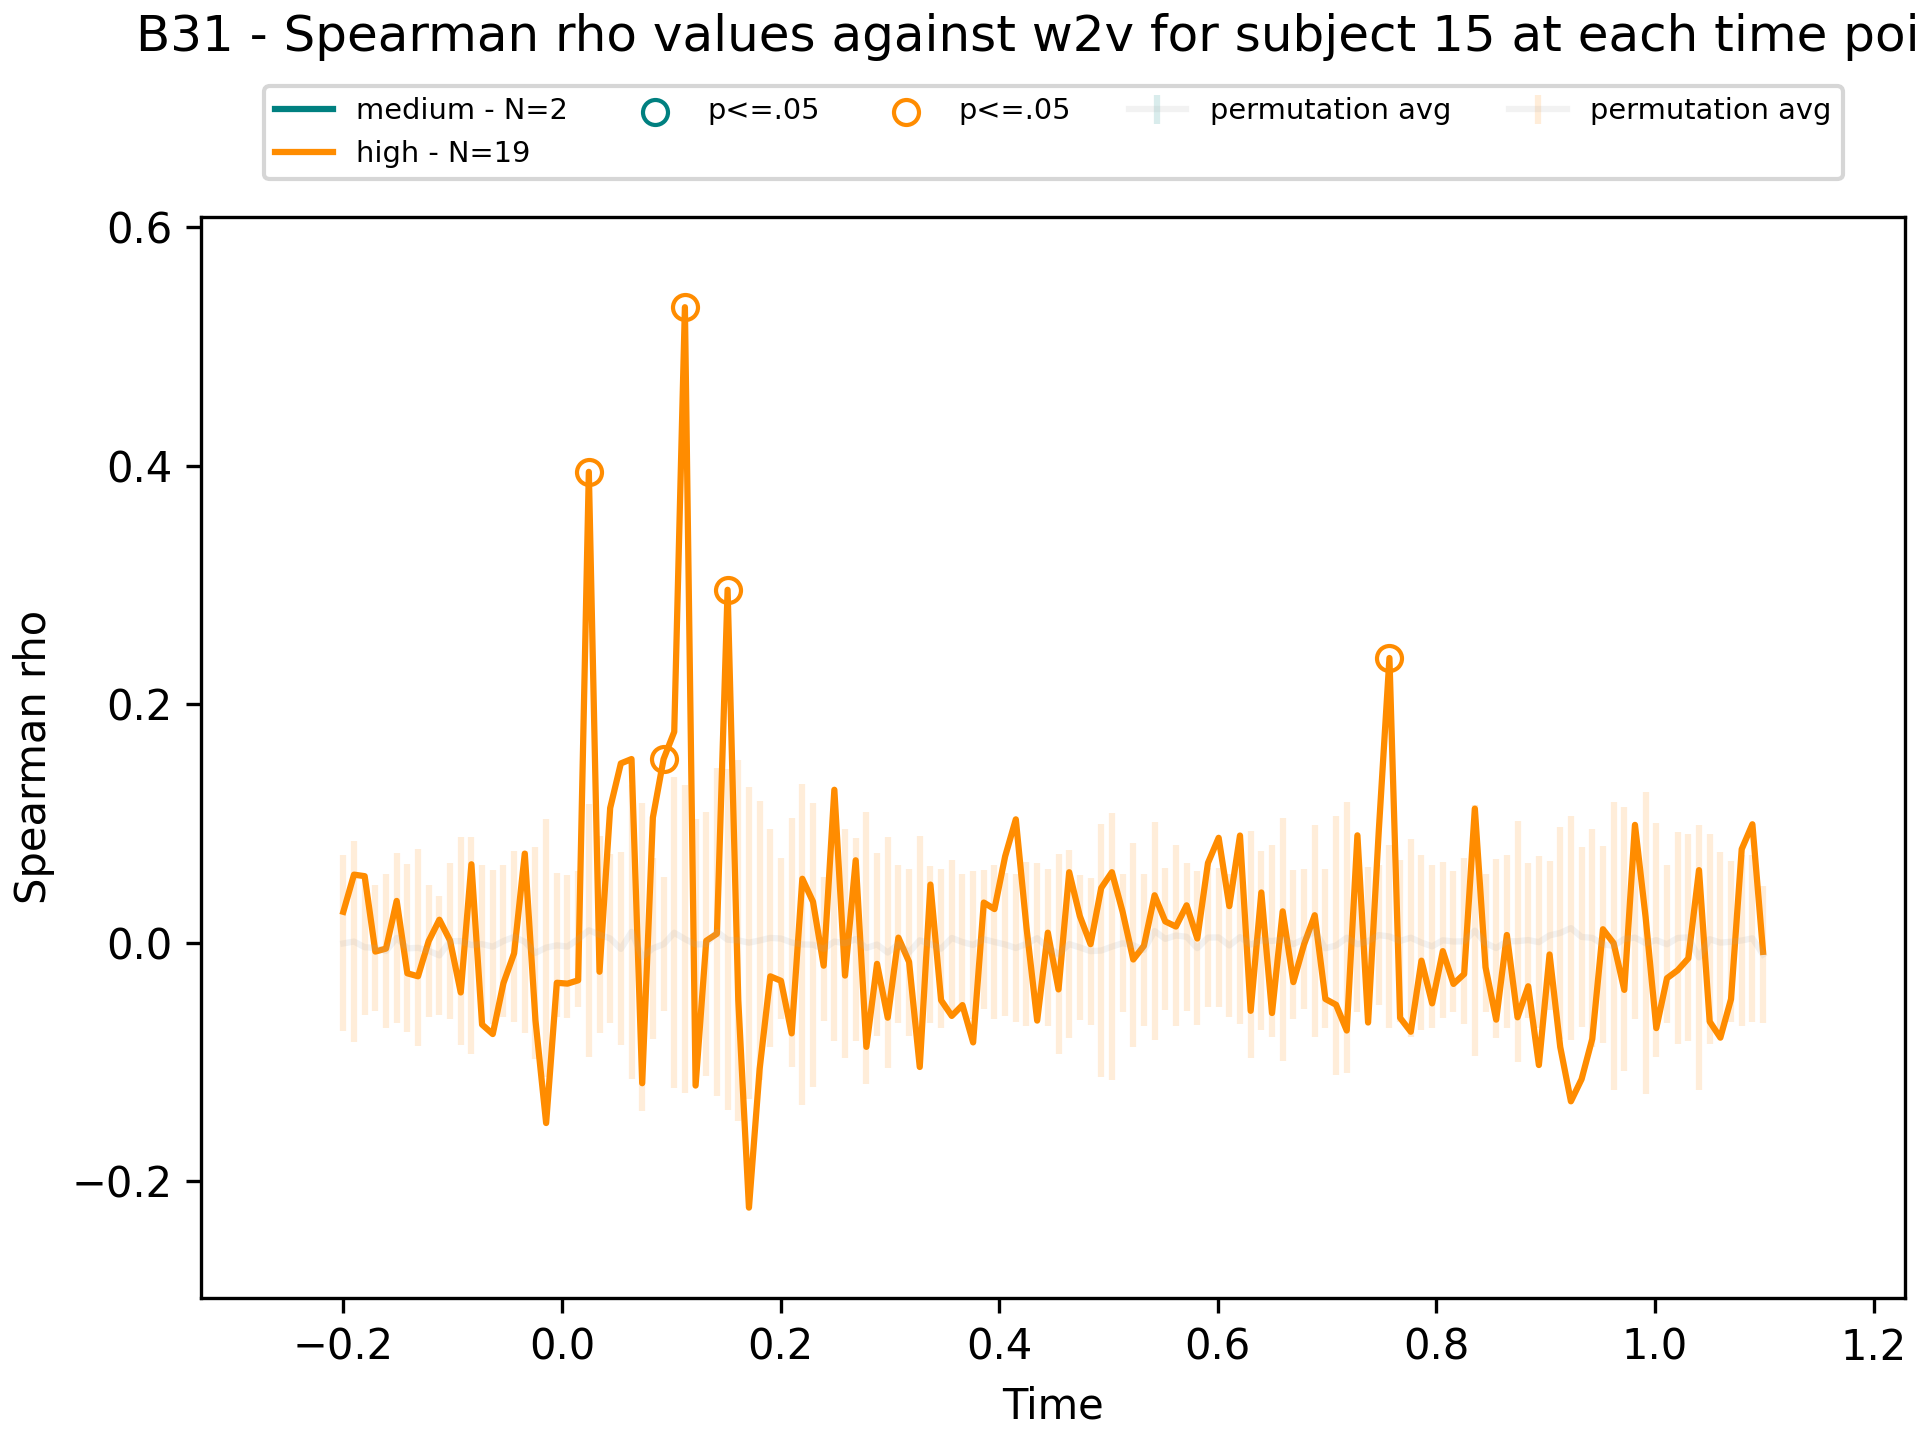 B31 - Spearman rho values against w2v for subject 15 at each time poi
medium - N=2 p<=.05 p<=.05 permutation avg permutation avg
high - N=19
0.6
0.4
0.2
0.0
−0.2
Spearman rho
−0.2 0.0 0.2 0.4 0.6 0.8 1.0 1.2
Time